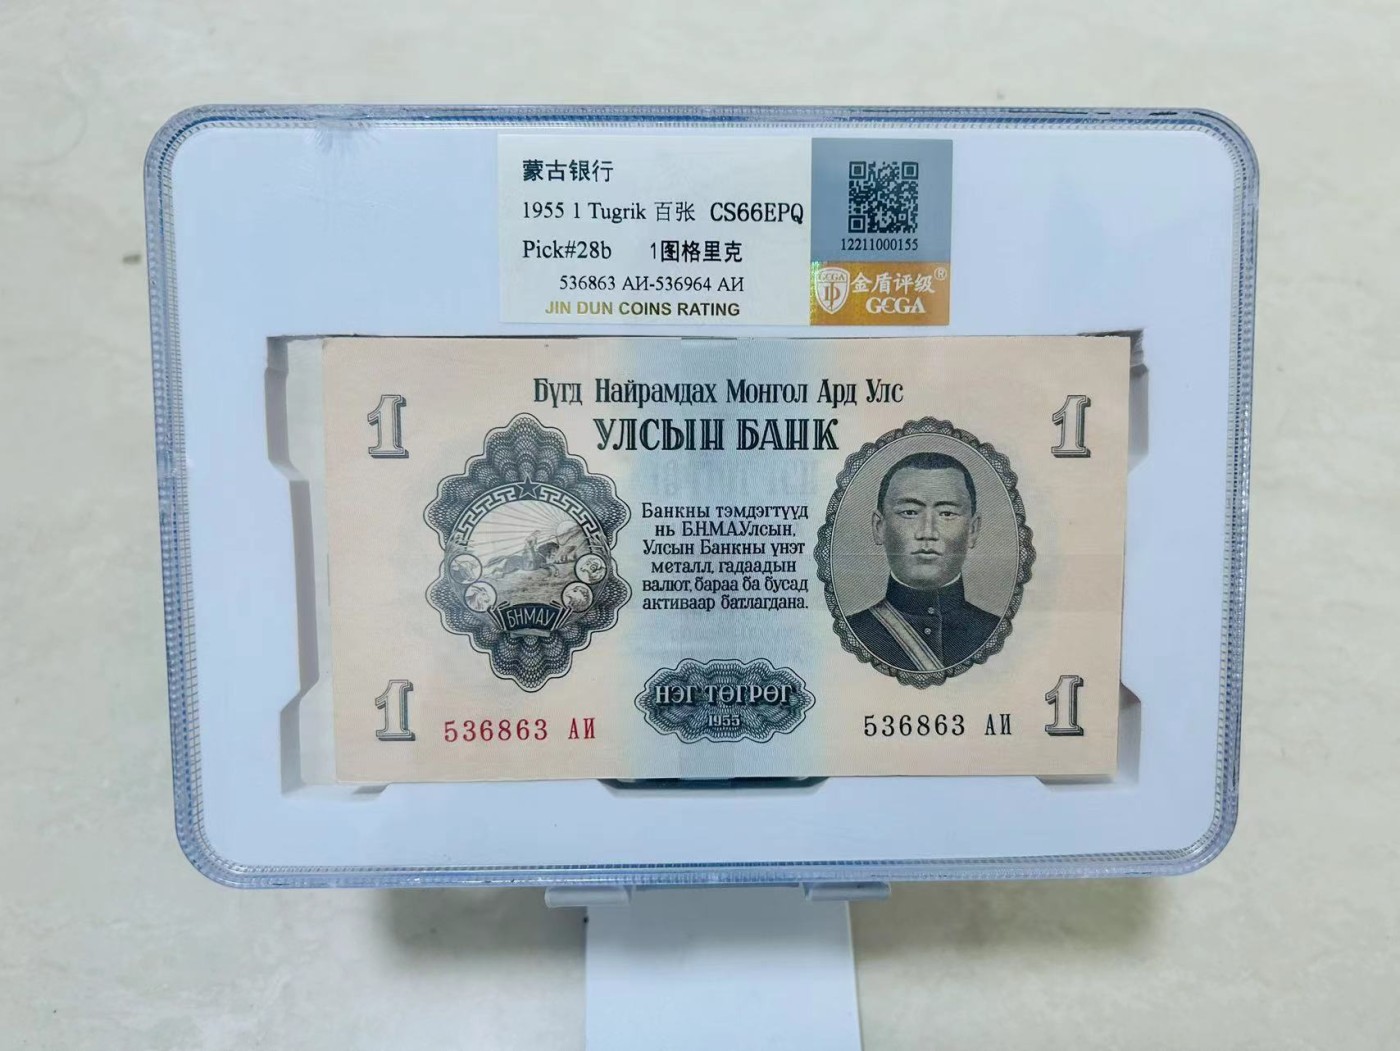 蒙古银行
1955 1 Tugrik 百张 CS66EPQ
Pick#28b 1图格里克
536863 АИ-536964 АИ
JIN DUN COINS RATING
12211000155
GCGA
金盾评级®
GCGA
Бүгд Найрамдах Монгол Ард Улс
УЛСЫН БАНК
1
1
Банкны тэмдэгтүүд
нь Б.Н.М.А.Улсын,
Улсын Банкны үнэт
металл, гадаадын
валют, бараа ба бусад
активаар батлагдана.
БНМАУ
НЭГ ТӨГРӨГ
1955
1
536863 АИ
536863 АИ
1